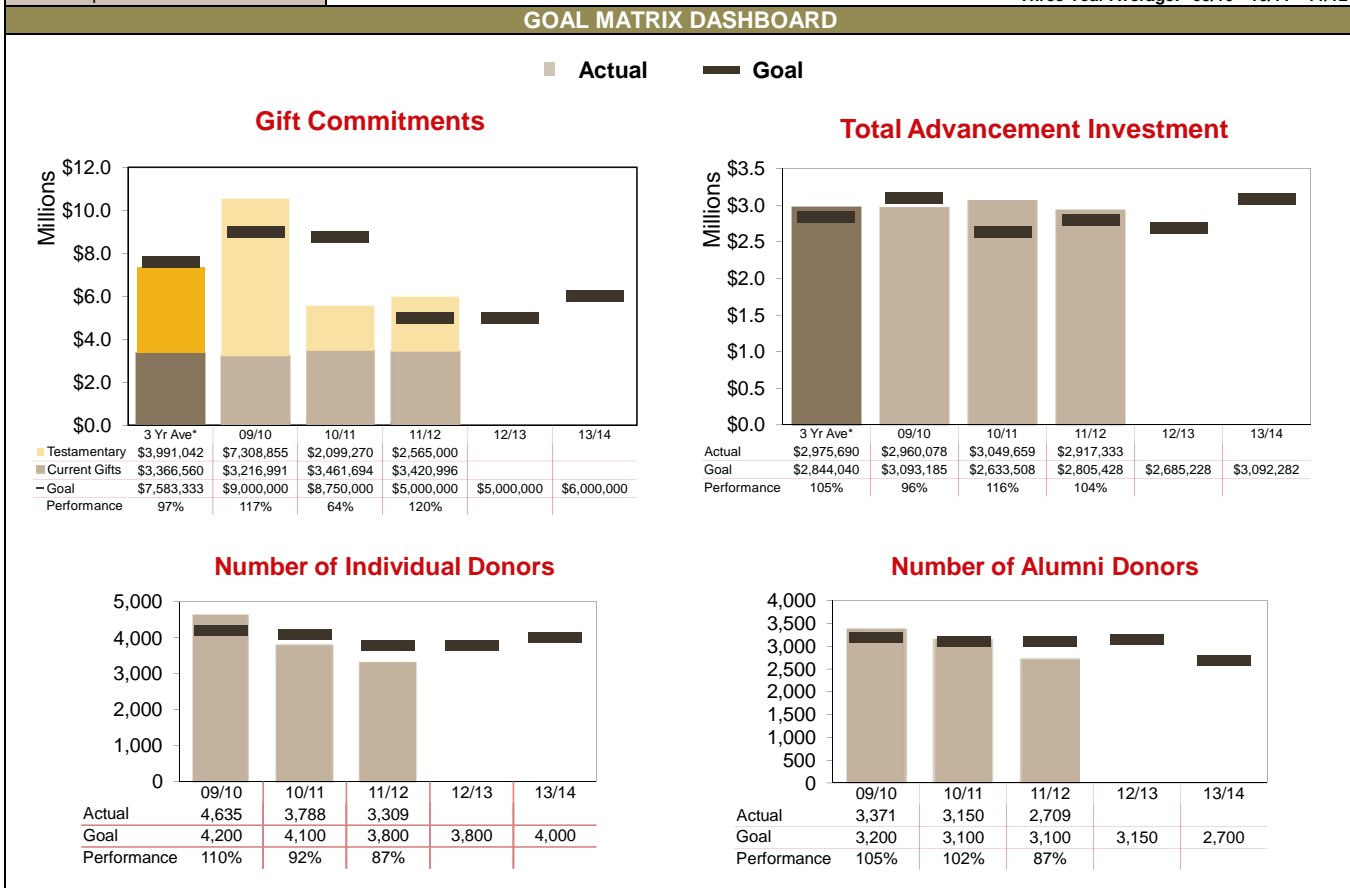 GOAL MATRIX DASHBOARD
Actual Goal
Gift Commitments
Millions
$12.0
$10.0
$8.0
$6.0
$4.0
$2.0
$0.0
3 Yr Ave* 09/10 10/11 11/12 12/13 13/14
Testamentary $3,991,042 $7,308,855 $2,099,270 $2,565,000
Current Gifts $3,366,560 $3,216,991 $3,461,694 $3,420,996
Goal $7,583,333 $9,000,000 $8,750,000 $5,000,000 $5,000,000 $6,000,000
Performance 97% 117% 64% 120%
Total Advancement Investment
Millions
$3.5
$3.0
$2.5
$2.0
$1.5
$1.0
$0.5
$0.0
3 Yr Ave* 09/10 10/11 11/12 12/13 13/14
Actual $2,975,690 $2,960,078 $3,049,659 $2,917,333
Goal $2,844,040 $3,093,185 $2,633,508 $2,805,428 $2,685,228 $3,092,282
Performance 105% 96% 116% 104%
Number of Individual Donors
5,000
4,000
3,000
2,000
1,000
0
09/10 10/11 11/12 12/13 13/14
Actual 4,635 3,788 3,309
Goal 4,200 4,100 3,800 3,800 4,000
Performance 110% 92% 87%
Number of Alumni Donors
4,000
3,500
3,000
2,500
2,000
1,500
1,000
500
0
09/10 10/11 11/12 12/13 13/14
Actual 3,371 3,150 2,709
Goal 3,200 3,100 3,100 3,150 2,700
Performance 105% 102% 87%